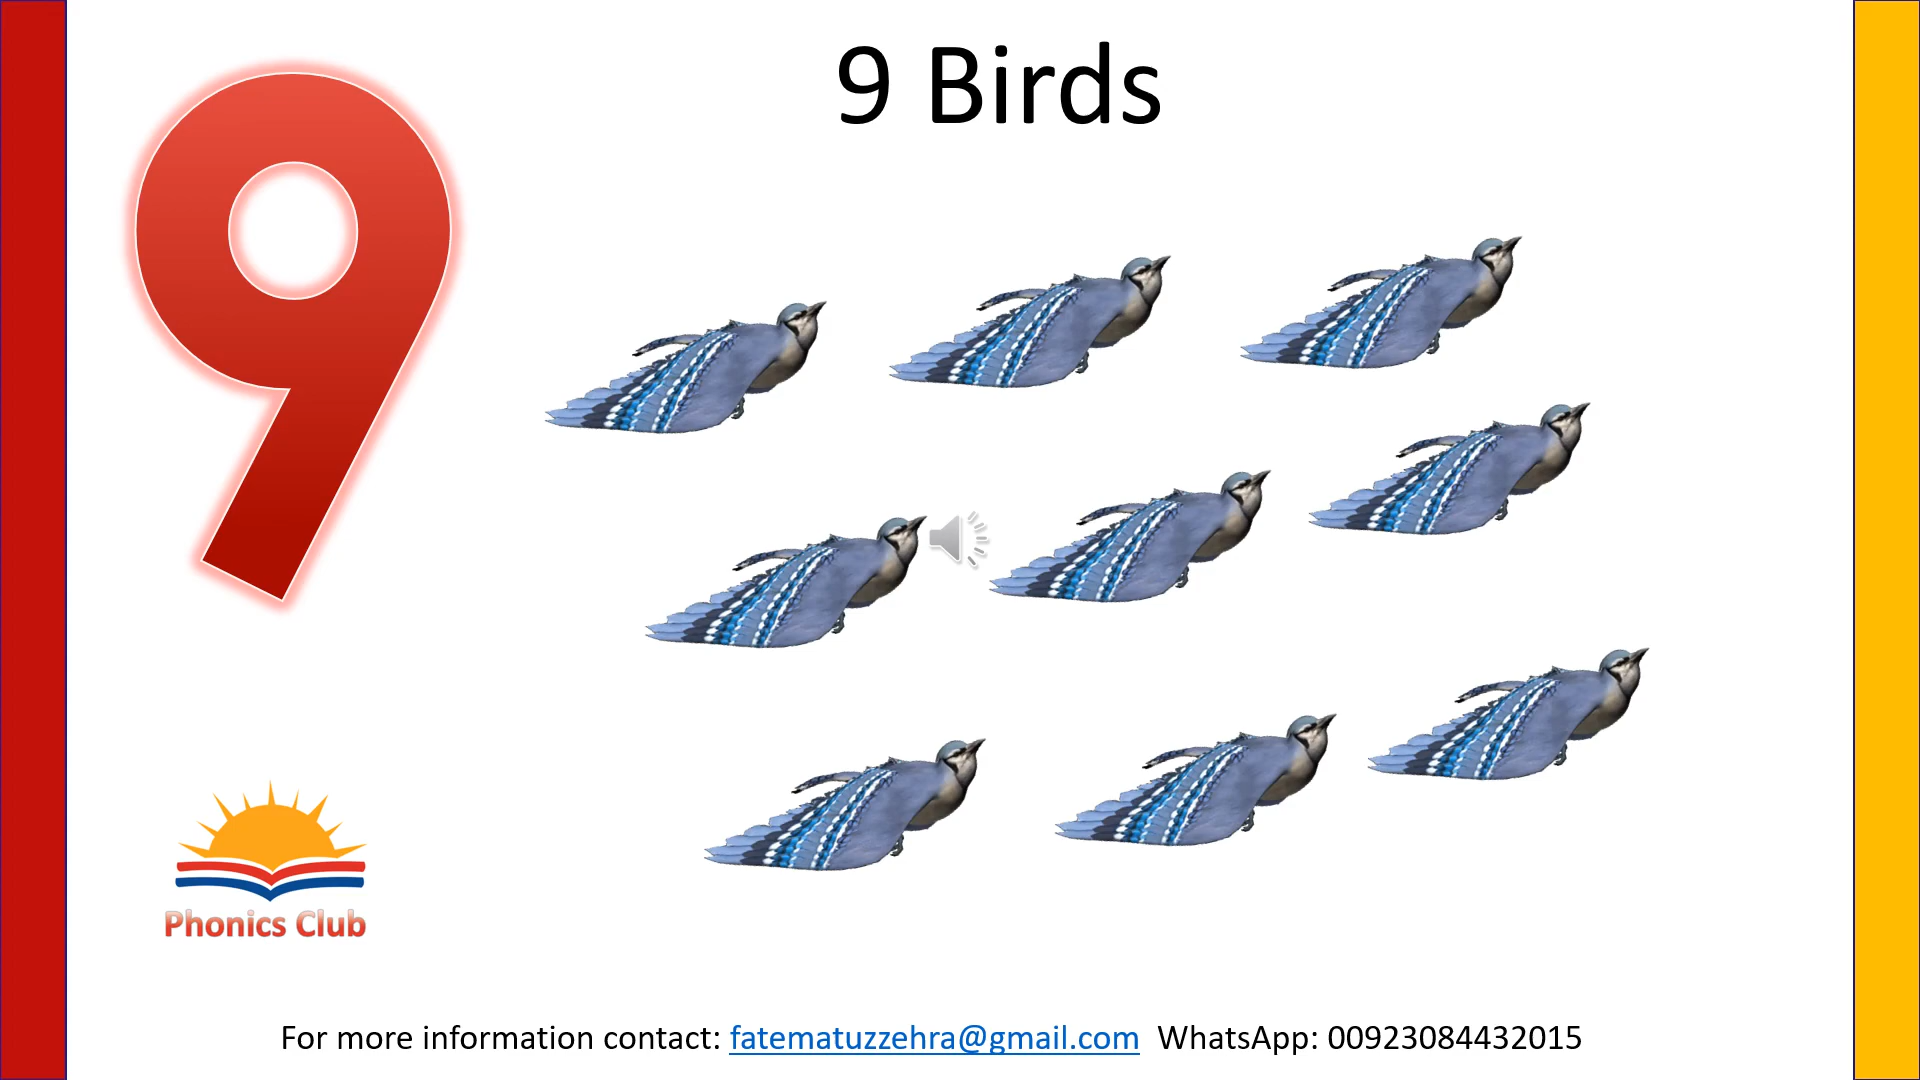 9 Birds
9
Phonics Club
For more information contact: fatematuzzehra@gmail.com WhatsApp: 00923084432015